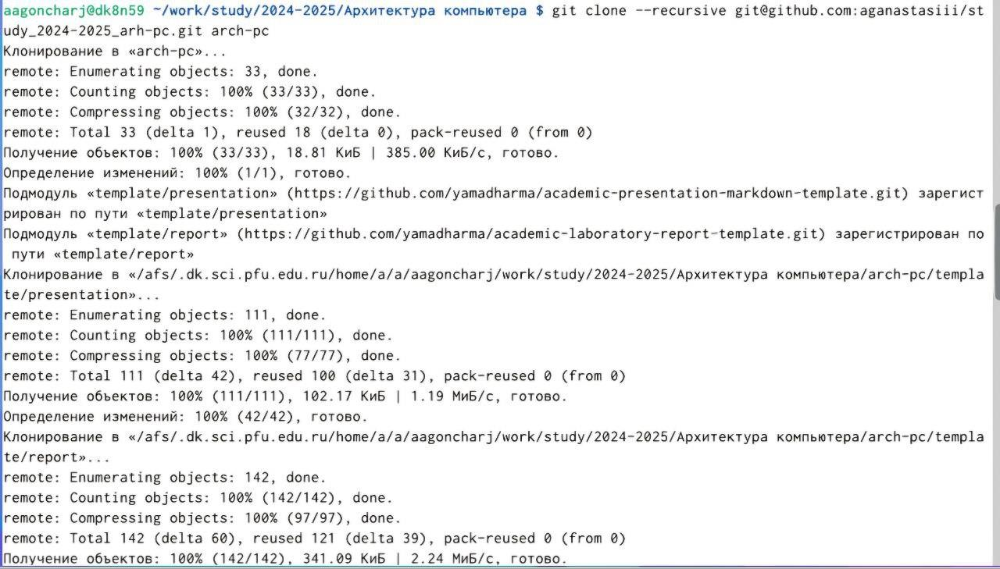 aagoncharj@dk8n59 ~/work/study/2024-2025/Архитектура компьютера $ git clone --recursive git@github.com:aganastasiii/st
udy_2024-2025_arh-pc.git arch-pc
Клонирование в «arch-pc»...
remote: Enumerating objects: 33, done.
remote: Counting objects: 100% (33/33), done.
remote: Compressing objects: 100% (32/32), done.
remote: Total 33 (delta 1), reused 18 (delta 0), pack-reused 0 (from 0)
Получение объектов: 100% (33/33), 18.81 КиБ | 385.00 КиБ/с, готово.
Определение изменений: 100% (1/1), готово.
Подмодуль «template/presentation» (https://github.com/yamadharma/academic-presentation-markdown-template.git) зарегист
рирован по пути «template/presentation»
Подмодуль «template/report» (https://github.com/yamadharma/academic-laboratory-report-template.git) зарегистрирован по
 пути «template/report»
Клонирование в «/afs/.dk.sci.pfu.edu.ru/home/a/a/aagoncharj/work/study/2024-2025/Архитектура компьютера/arch-pc/templa
te/presentation»...
remote: Enumerating objects: 111, done.
remote: Counting objects: 100% (111/111), done.
remote: Compressing objects: 100% (77/77), done.
remote: Total 111 (delta 42), reused 100 (delta 31), pack-reused 0 (from 0)
Получение объектов: 100% (111/111), 102.17 КиБ | 1.19 МиБ/с, готово.
Определение изменений: 100% (42/42), готово.
Клонирование в «/afs/.dk.sci.pfu.edu.ru/home/a/a/aagoncharj/work/study/2024-2025/Архитектура компьютера/arch-pc/templa
te/report»...
remote: Enumerating objects: 142, done.
remote: Counting objects: 100% (142/142), done.
remote: Compressing objects: 100% (97/97), done.
remote: Total 142 (delta 60), reused 121 (delta 39), pack-reused 0 (from 0)
Получение объектов: 100% (142/142), 341.09 КиБ | 2.24 МиБ/с, готово.